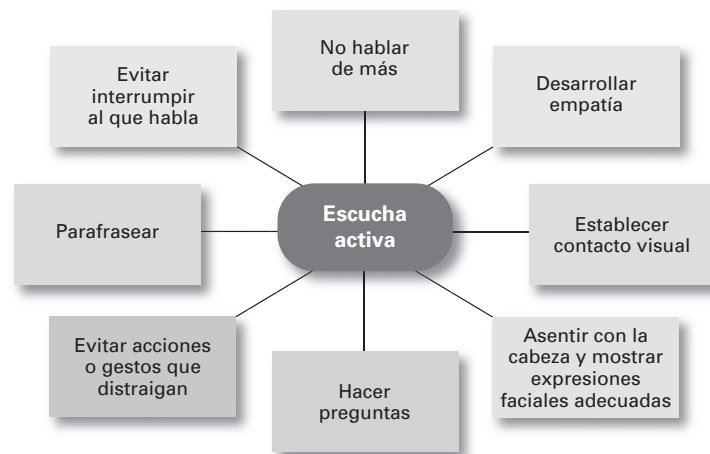 No hablar
de más
Evitar
interrumpir
al que habla
Desarrollar
empatía
Parafrasear
Escucha
activa
Establecer
contacto visual
Evitar acciones
o gestos que
distraigan
Hacer
preguntas
Asentir con la
cabeza y mostrar
expresiones
faciales adecuadas